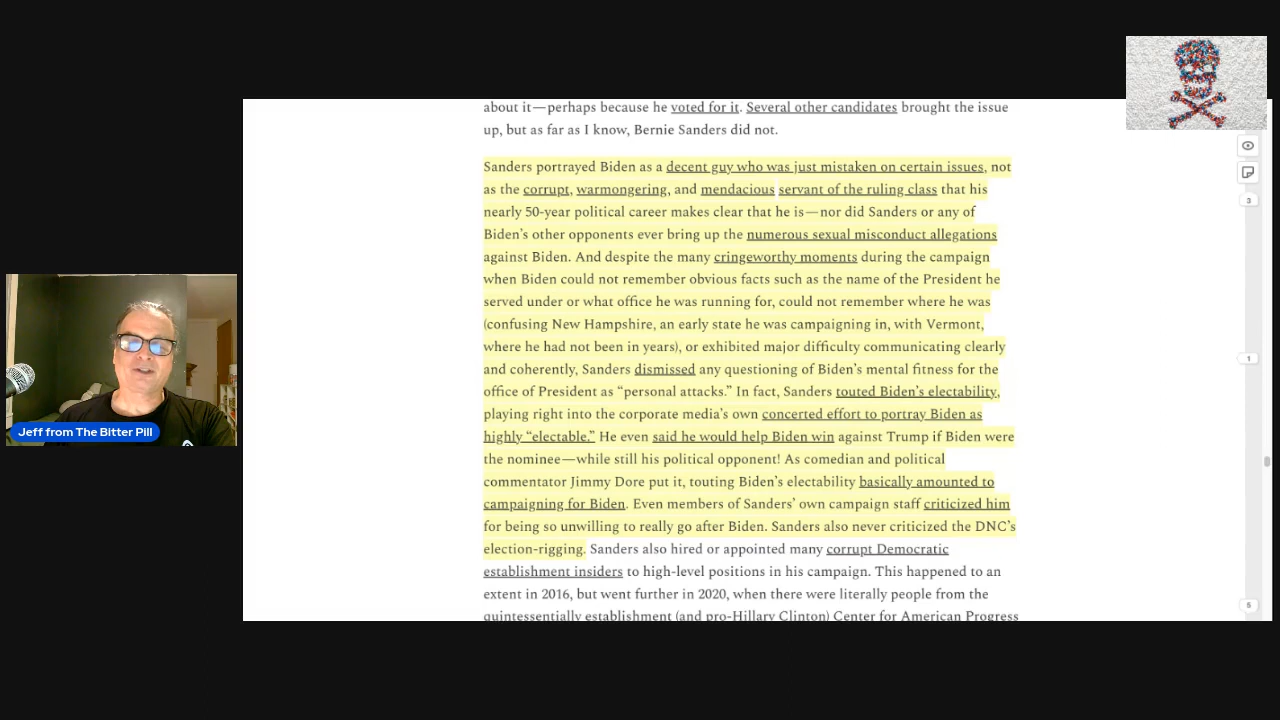 about it—perhaps because he voted for it. Several other candidates brought the issue
up, but as far as I know, Bernie Sanders did not.
Sanders portrayed Biden as a decent guy who was just mistaken on certain issues, not
as the corrupt, warmongering, and mendacious servant of the ruling class that his
nearly 50-year political career makes clear that he is—nor did Sanders or any of
Biden’s other opponents ever bring up the numerous sexual misconduct allegations
against Biden. And despite the many cringeworthy moments during the campaign
when Biden could not remember obvious facts such as the name of the President he
served under or what office he was running for, could not remember where he was
(confusing New Hampshire, an early state he was campaigning in, with Vermont,
where he had not been in years), or exhibited major difficulty communicating clearly
and coherently, Sanders dismissed any questioning of Biden’s mental fitness for the
office of President as “personal attacks.” In fact, Sanders touted Biden’s electability,
playing right into the corporate media’s own concerted effort to portray Biden as
highly “electable.” He even said he would help Biden win against Trump if Biden were
the nominee—while still his political opponent! As comedian and political
commentator Jimmy Dore put it, touting Biden’s electability basically amounted to
campaigning for Biden. Even members of Sanders’ own campaign staff criticized him
for being so unwilling to really go after Biden. Sanders also never criticized the DNC’s
election-rigging. Sanders also hired or appointed many corrupt Democratic
establishment insiders to high-level positions in his campaign. This happened to an
extent in 2016, but went further in 2020, when there were literally people from the
quintessentially establishment (and pro-Hillary Clinton) Center for American Progress
3
1
5
Jeff from The Bitter Pill